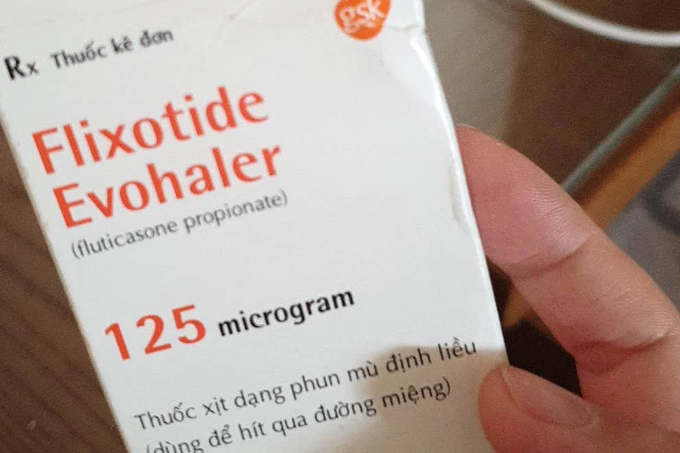 gsk
Rx Thuốc kê đơn
Flixotide
Evohaler
(fluticasone propionate)
125 microgram
Thuốc xịt dạng phun mù định liều
(dùng để hít qua đường miệng)